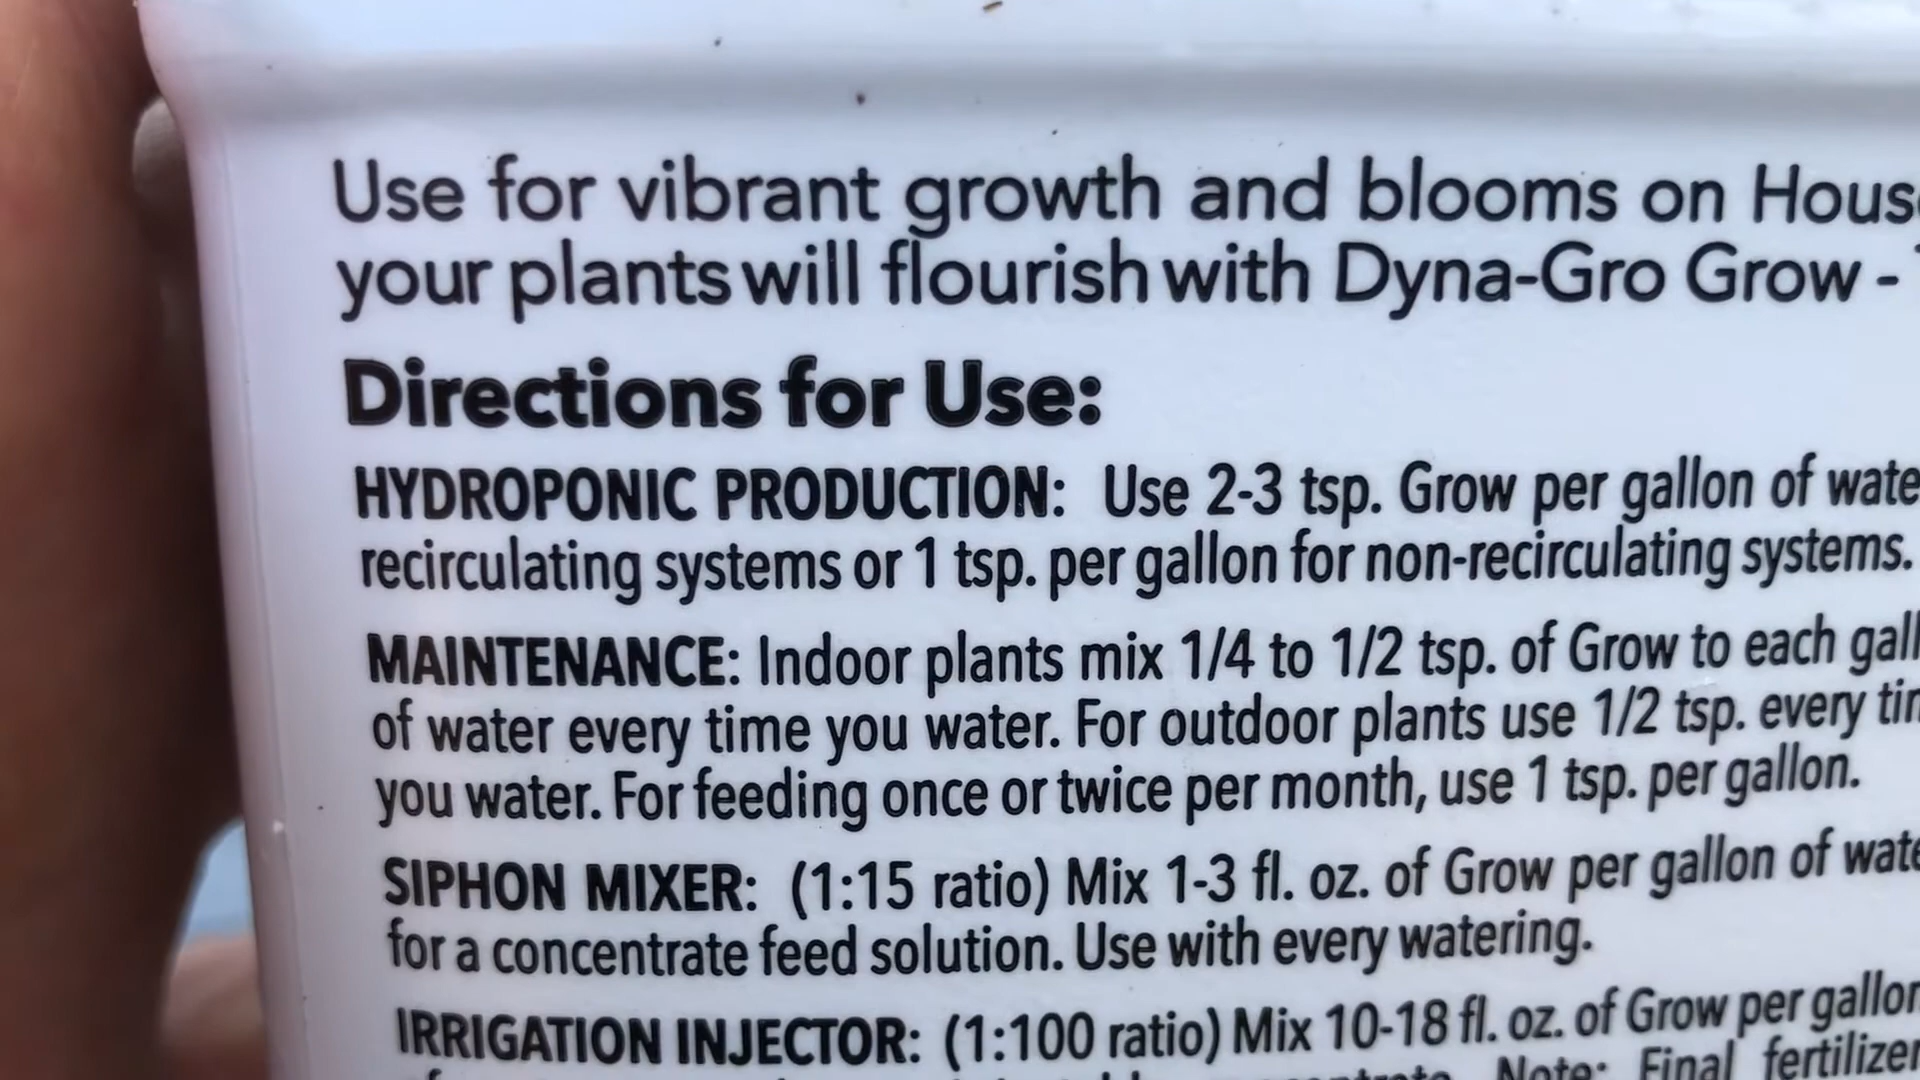 Use for vibrant growth and blooms on
your plants will flourish with Dyna-Gro Grow -
Directions for Use:
HYDROPONIC PRODUCTION: Use 2-3 tsp. Grow per gallon of
recirculating systems or 1 tsp. per gallon for non-recirculating systems.
MAINTENANCE: Indoor plants mix 1/4 to 1/2 tsp. of Grow to each
of water every time you water. For outdoor plants use 1/2 tsp. every
you water. For feeding once or twice per month, use 1 tsp. per gallon.
SIPHON MIXER: (1:15 ratio) Mix 1-3 fl. oz. of Grow per gallon of
for a concentrate feed solution. Use with every watering.
IRRIGATION INJECTOR: (1:100 ratio) Mix 10-18 fl. oz. of Grow per
Note: Final fertilizer